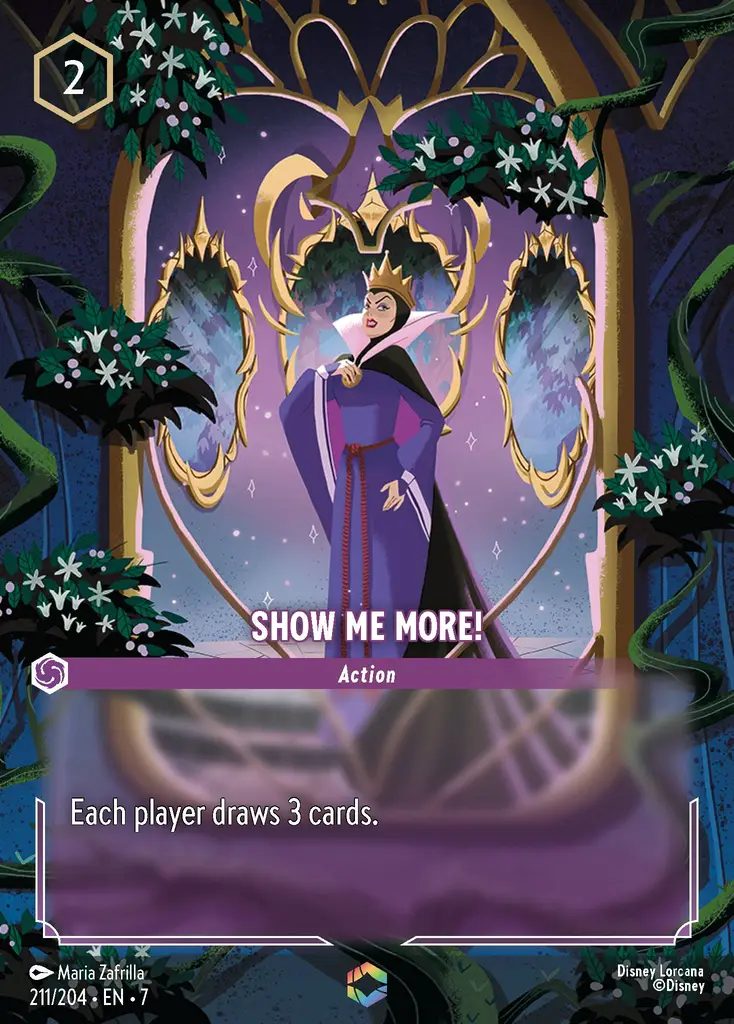 2
SHOW ME MORE!
Action
Each player draws 3 cards.
Maria Zafrilla
211/204 • EN • 7
Disney Lorcana
©Disney